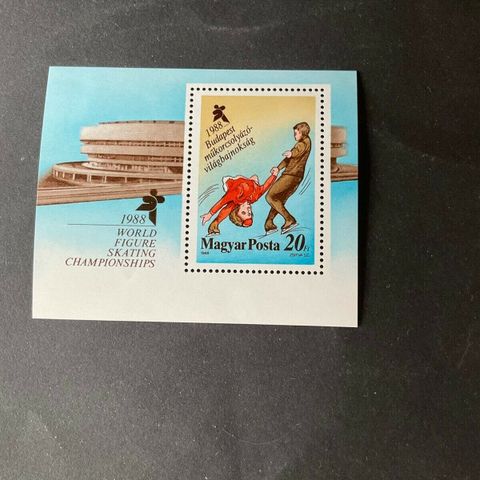 1988
WORLD
FIGURE
SKATING
CHAMPIONSHIPS
1988
Budapest
műkorcsolyázó-
világbajnokság
Magyar Posta 20Ft
1988